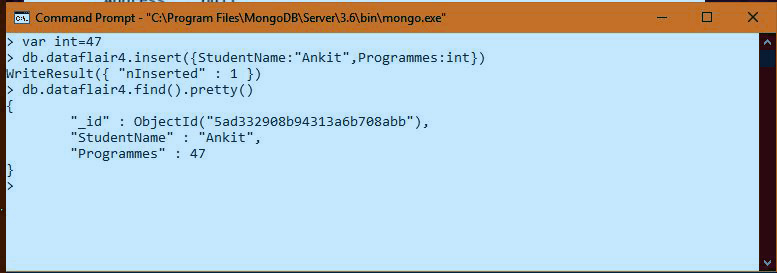 Command Prompt - "C:\Program Files\MongoDB\Server\3.6\bin\mongo.exe"
> var int=47
> db.dataflair4.insert({StudentName:"Ankit",Programmes:int})
WriteResult({ "nInserted" : 1 })
> db.dataflair4.find().pretty()
{
        "_id" : ObjectId("5ad332908b94313a6b708abb"),
        "StudentName" : "Ankit",
        "Programmes" : 47
}
>